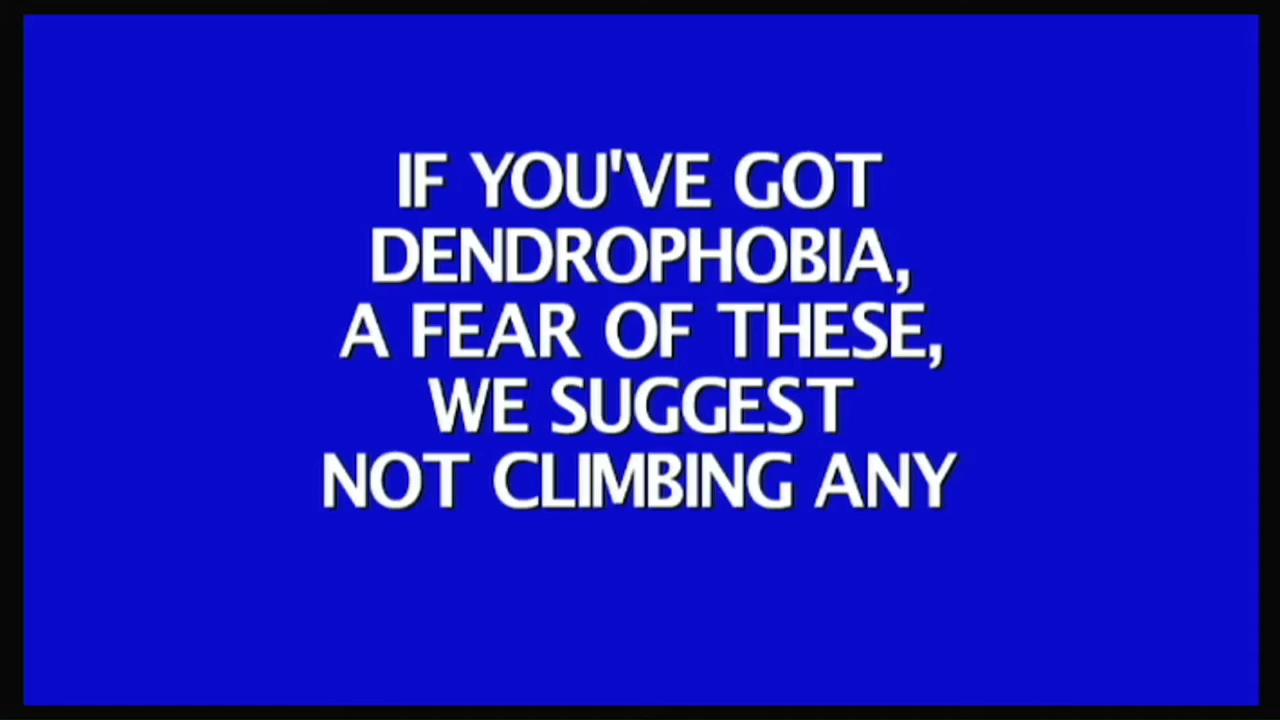 IF YOU'VE GOT
DENDROPHOBIA,
A FEAR OF THESE,
WE SUGGEST
NOT CLIMBING ANY